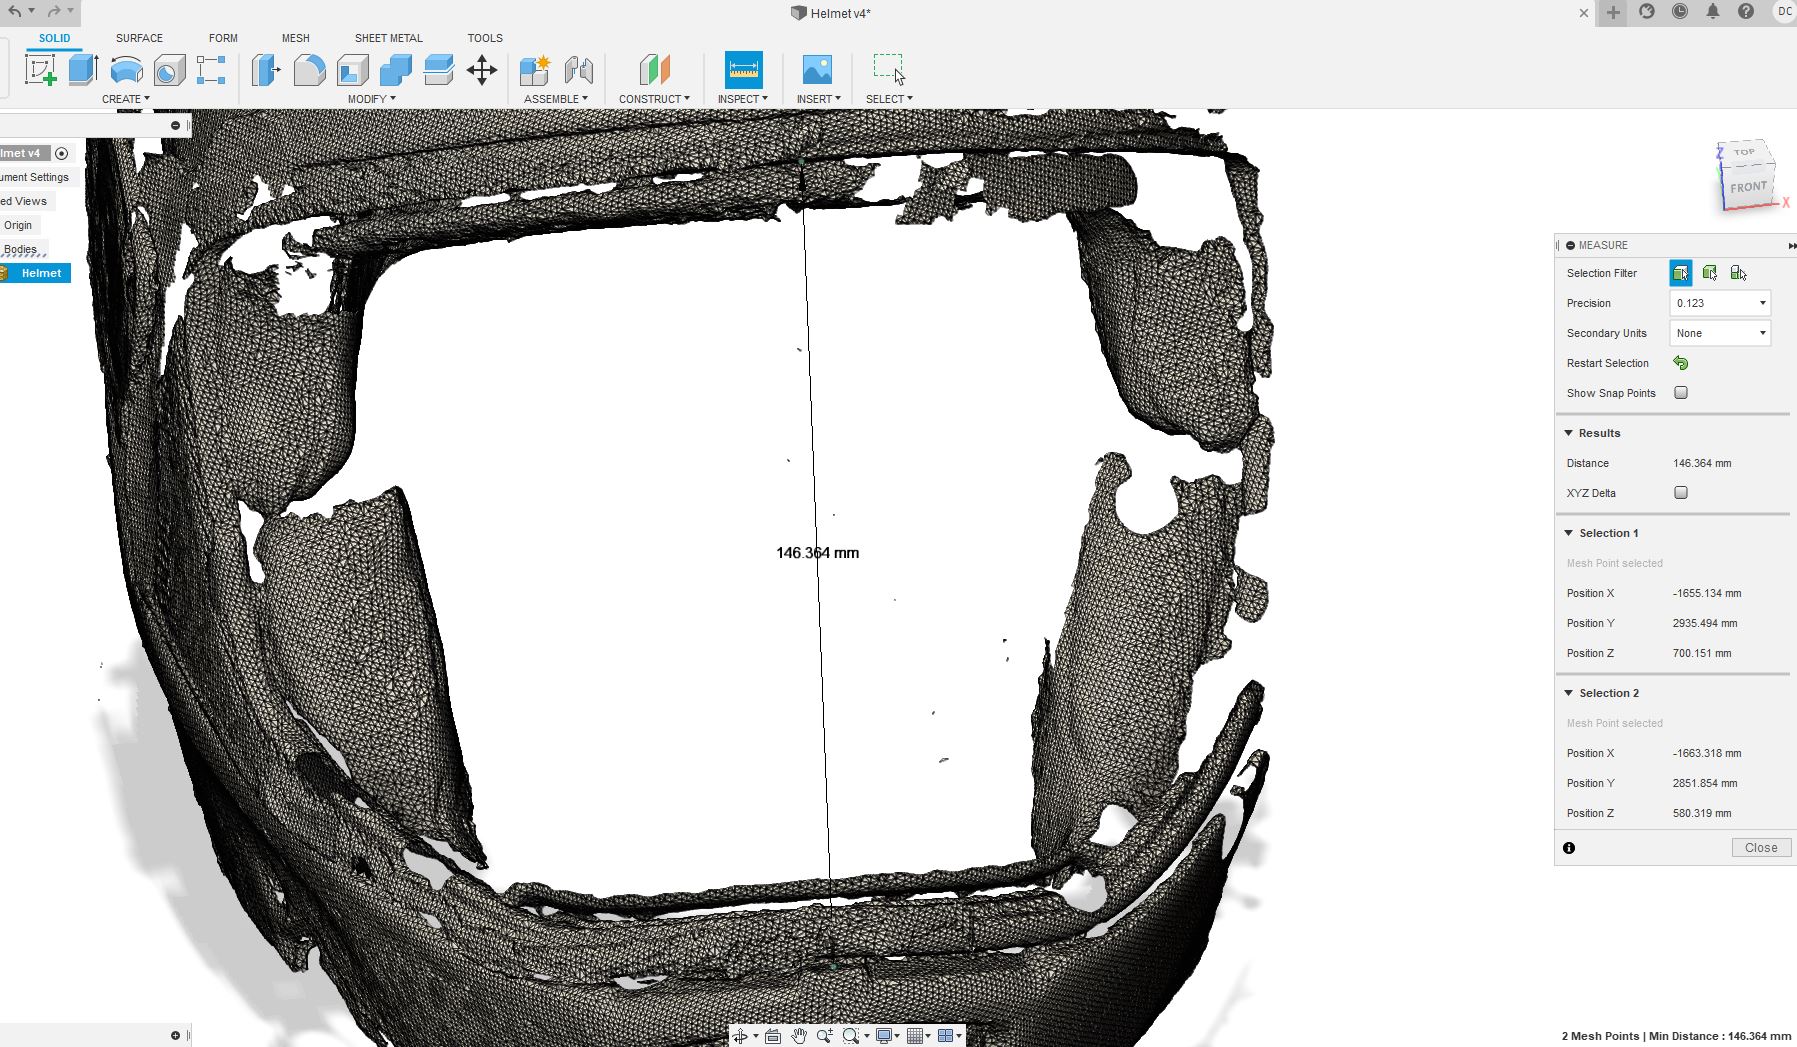 Helmet v4*
DC
SOLID SURFACE FORM MESH SHEET METAL TOOLS
CREATE MODIFY ASSEMBLE CONSTRUCT INSPECT INSERT SELECT
lmet v4
ument Settings
ed Views
Origin
Bodies
Helmet
TOP
FRONT
Z
X
146.364 mm
MEASURE
Selection Filter
Precision 0.123
Secondary Units None
Restart Selection
Show Snap Points
Results
Distance 146.364 mm
XYZ Delta
Selection 1
Mesh Point selected
Position X -1655.134 mm
Position Y 2935.494 mm
Position Z 700.151 mm
Selection 2
Mesh Point selected
Position X -1663.318 mm
Position Y 2851.854 mm
Position Z 580.319 mm
Close
2 Mesh Points | Min Distance : 146.364 mm